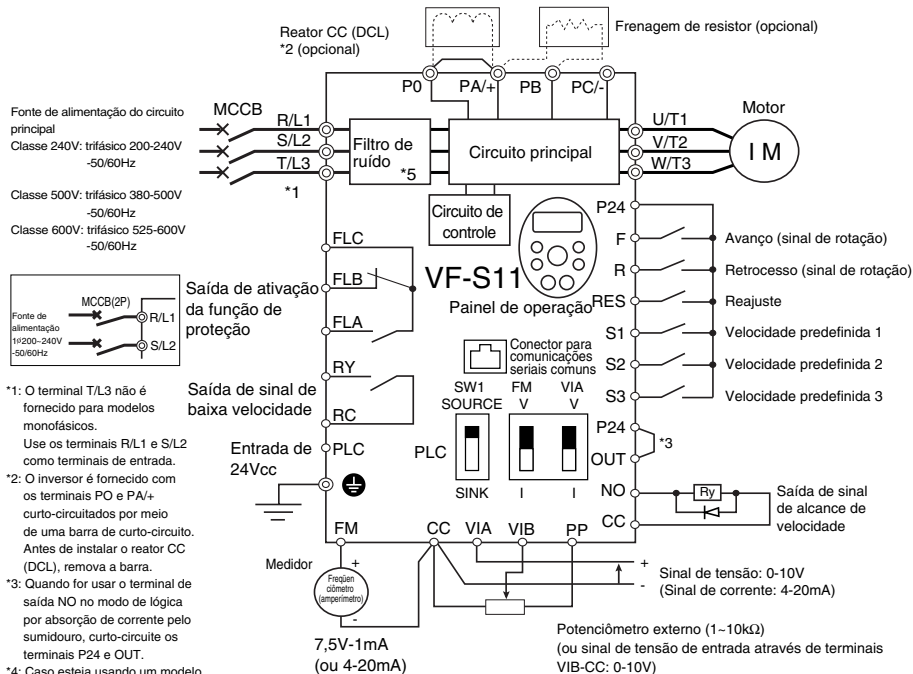 Reator CC (DCL)
*2 (opcional)
Frenagem de resistor (opcional)
P0
PA/+
PB
PC/-
Fonte de alimentação do circuito
principal
Classe 240V: trifásico 200-240V
-50/60Hz
Classe 500V: trifásico 380-500V
-50/60Hz
Classe 600V: trifásico 525-600V
-50/60Hz
MCCB
R/L1
S/L2
T/L3
*1
Filtro de
ruído
*5
Circuito principal
Circuito de
controle
U/T1
V/T2
W/T3
Motor
I M
MCCB(2P)
Fonte de
alimentação
1ϕ200~240V
-50/60Hz
R/L1
S/L2
Saída de ativação
da função de
proteção
FLC
FLB
FLA
Saída de sinal de
baixa velocidade
RY
RC
Entrada de
24Vcc
PLC
VF-S11
Painel de operação
Conector para
comunicações
seriais comuns
SW1
SOURCE
PLC
SINK
FM
V
I
VIA
V
I
P24
F
Avanço (sinal de rotação)
R
Retrocesso (sinal de rotação)
RES
Reajuste
S1
Velocidade predefinida 1
S2
Velocidade predefinida 2
S3
Velocidade predefinida 3
P24
OUT
*3
NO
CC
Ry
Saída de sinal
de alcance de
velocidade
FM
CC
VIA
VIB
PP
Medidor
+
Freqüen
ciômetro
(amperímetro)
-
7,5V-1mA
(ou 4-20mA)
+
-
Sinal de tensão: 0-10V
(Sinal de corrente: 4-20mA)
Potenciômetro externo (1~10kΩ)
(ou sinal de tensão de entrada através de terminais
VIB-CC: 0-10V)
*1: O terminal T/L3 não é
fornecido para modelos
monofásicos.
Use os terminais R/L1 e S/L2
como terminais de entrada.
*2: O inversor é fornecido com
os terminais PO e PA/+
curto-circuitados por meio
de uma barra de curto-circuito.
Antes de instalar o reator CC
(DCL), remova a barra.
*3: Quando for usar o terminal de
saída NO no modo de lógica
por absorção de corrente pelo
sumidouro, curto-circuite os
terminais P24 e OUT.
*4: Caso esteja usando um modelo